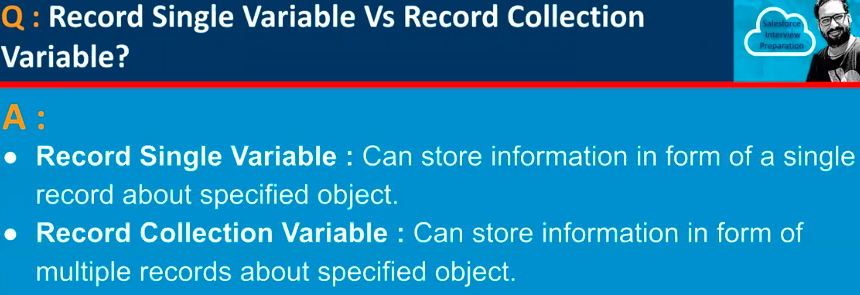 Q : Record Single Variable Vs Record Collection
Variable?
Salesforce
Interview
Preparation
A :
● Record Single Variable : Can store information in form of a single
record about specified object.
● Record Collection Variable : Can store information in form of
multiple records about specified object.